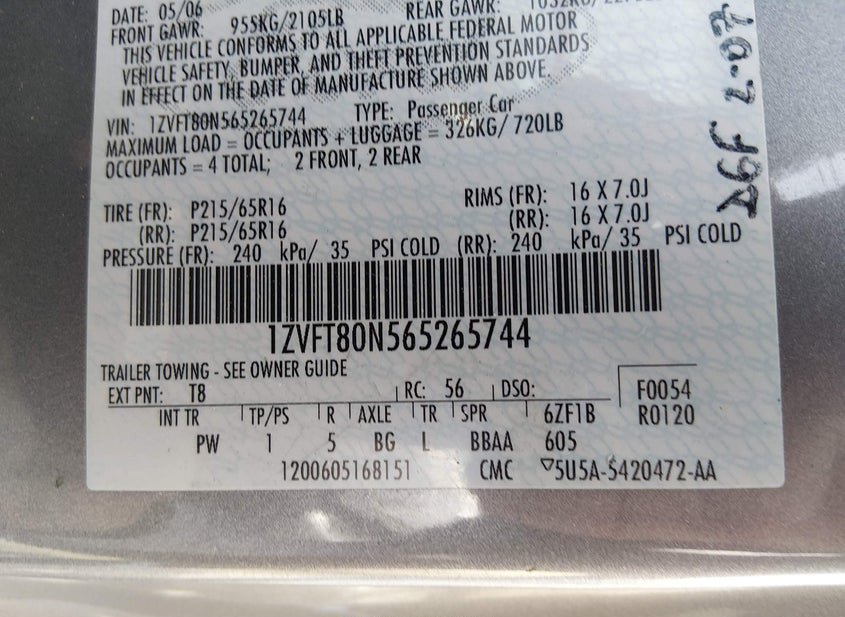 DATE: 05/06
FRONT GAWR: 955KG/2105LB
REAR GAWR:
THIS VEHICLE CONFORMS TO ALL APPLICABLE FEDERAL MOTOR
VEHICLE SAFETY, BUMPER, AND THEFT PREVENTION STANDARDS
IN EFFECT ON THE DATE OF MANUFACTURE SHOWN ABOVE.
VIN: 1ZVFT80N565265744 TYPE: Passenger Car
MAXIMUM LOAD = OCCUPANTS + LUGGAGE = 326KG/ 720LB
OCCUPANTS = 4 TOTAL; 2 FRONT, 2 REAR
TIRE (FR): P215/65R16 RIMS (FR): 16 X 7.0J
(RR): P215/65R16 (RR): 16 X 7.0J
PRESSURE (FR): 240 kPa/ 35 PSI COLD (RR): 240 kPa/ 35 PSI COLD
1ZVFT80N565265744
TRAILER TOWING - SEE OWNER GUIDE
EXT PNT: T8 RC: 56 DSO: F0054
INT TR TP/PS R AXLE TR SPR 6ZF1B R0120
PW 1 5 BG L BBAA 605
1200605168151 CMC 5U5A-5420472-AA